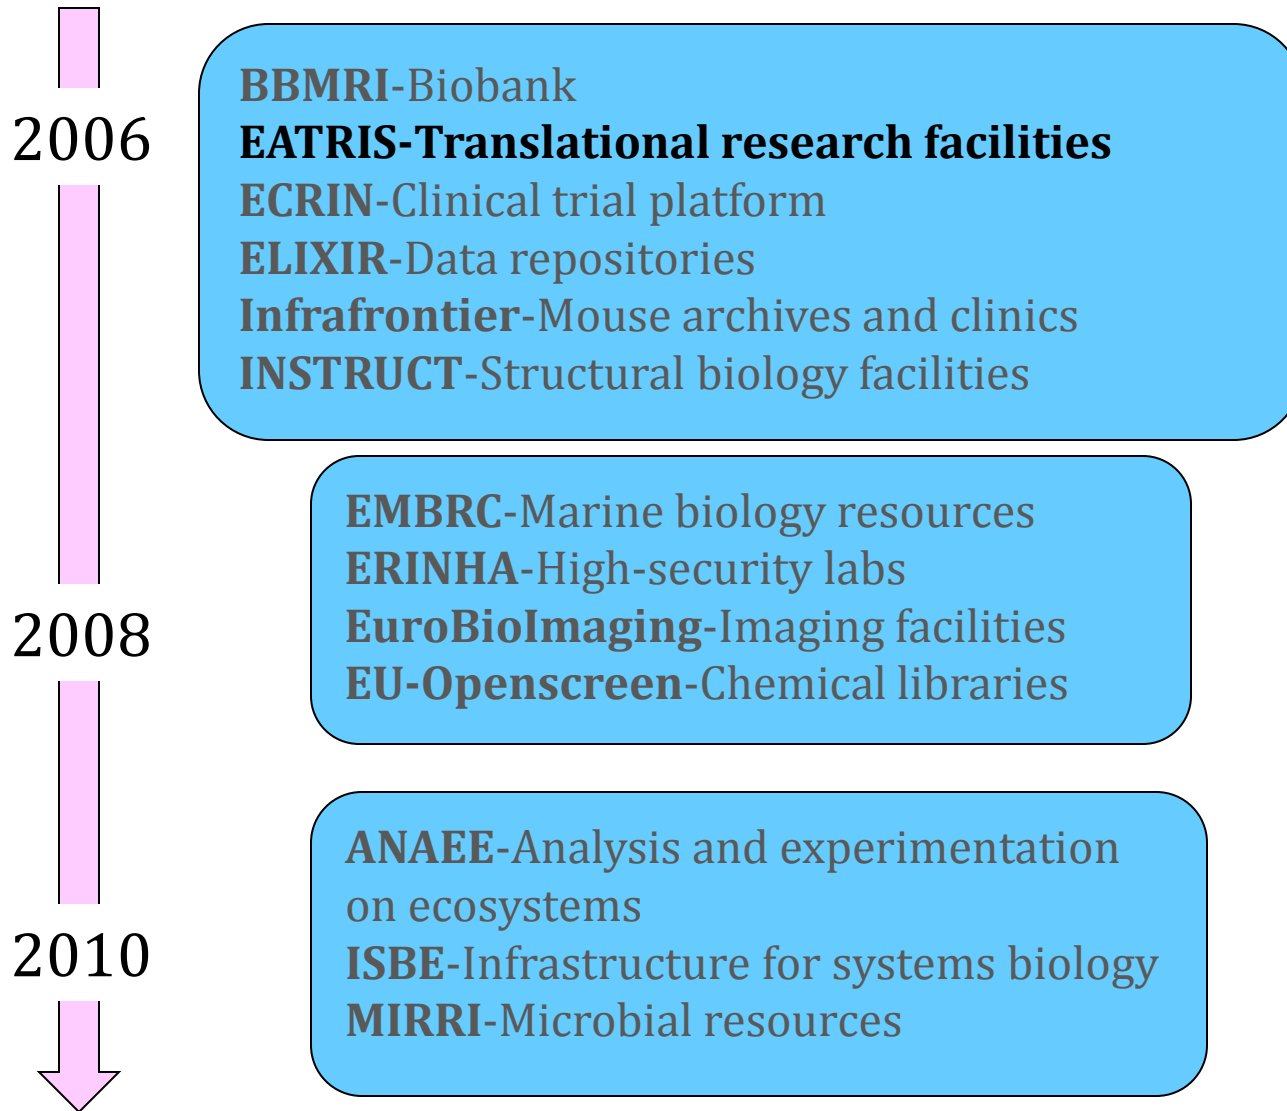 2006
BBMRI-Biobank
EATRIS-Translational research facilities
ECRIN-Clinical trial platform
ELIXIR-Data repositories
Infrafrontier-Mouse archives and clinics
INSTRUCT-Structural biology facilities
2008
EMBRC-Marine biology resources
ERINHA-High-security labs
EuroBioImaging-Imaging facilities
EU-Openscreen-Chemical libraries
2010
ANAEE-Analysis and experimentation
on ecosystems
ISBE-Infrastructure for systems biology
MIRRI-Microbial resources